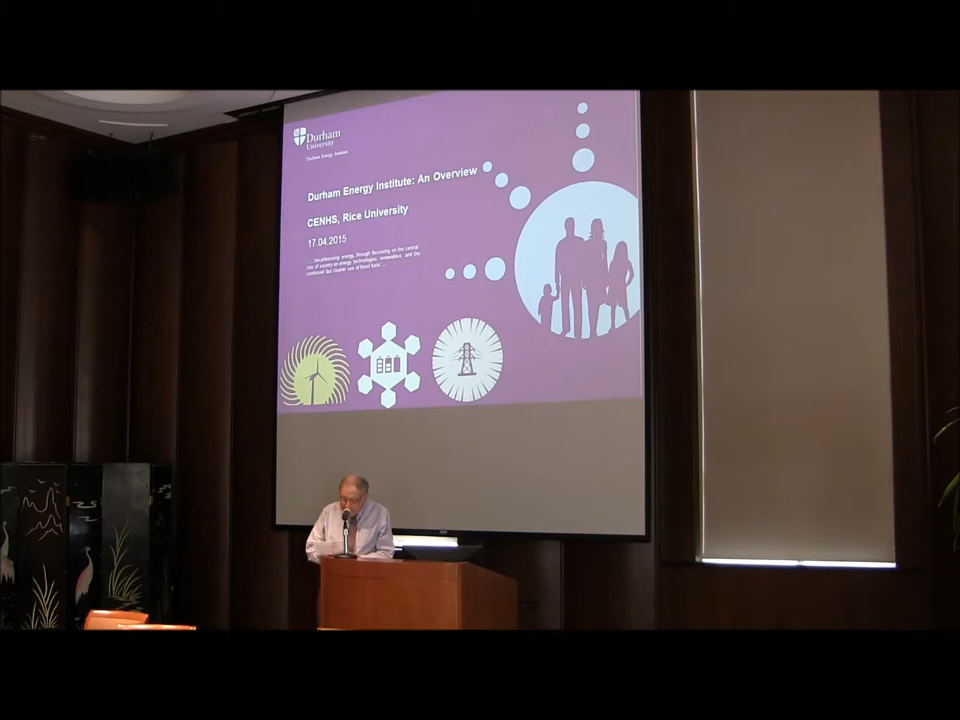 Durham
University
Durham Energy Institute
Durham Energy Institute: An Overview
CENHS, Rice University
17.04.2015
....“decarbonising energy, through focussing on the central
role of society on energy technologies, renewables, and the
continued but cleaner use of fossil fuels”....